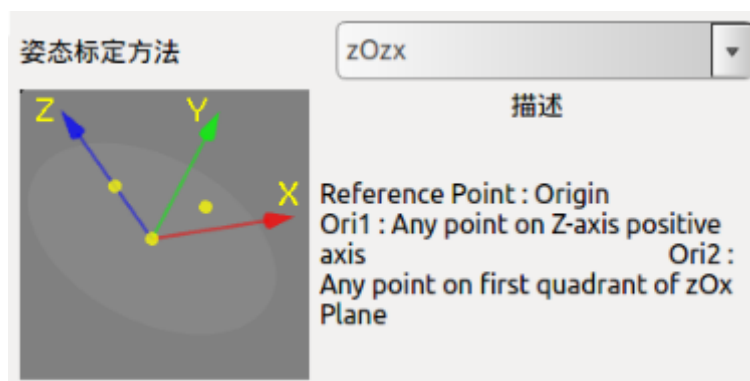 姿态标定方法
zOzx
描述
Z
Y
X
Reference Point : Origin
Ori1 : Any point on Z-axis positive
axis Ori2 :
Any point on first quadrant of zOx
Plane